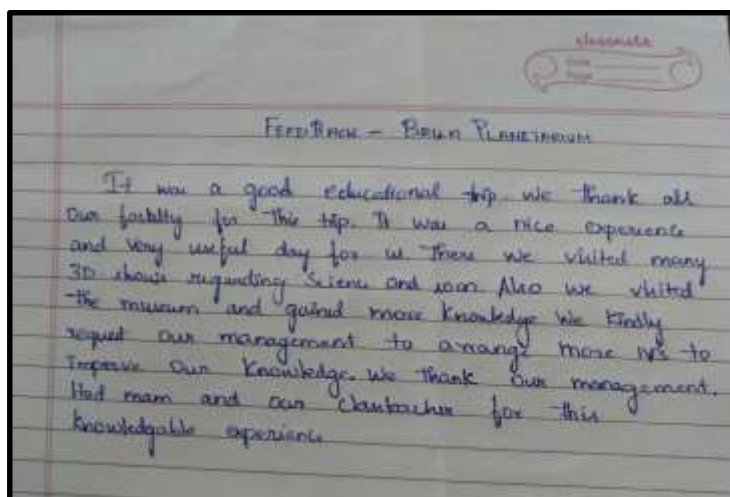 classmate
Date
Page
FEEDBACK - BIRLA PLANETARIUM
It was a good educational trip. We thank all
our faculty for this trip. It was a nice experience
and very useful day for us. There we visited many
3D shows regarding Science and soon Also we visited
the museum and gained more knowledge We kindly
request our management to arrange more IV's to
Improve our Knowledge. We thank our management.
Hod mam and our for this
Knowledgable experience